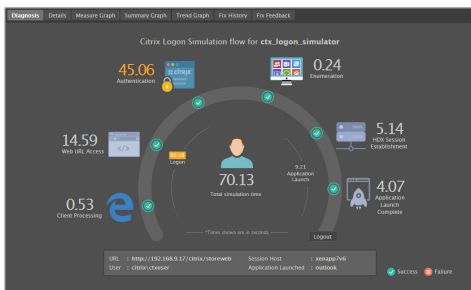 Diagnosis Details Measure Graph Summary Graph Trend Graph Fix History Fix Feedback
Citrix Logon Simulation flow for ctx_logon_simulator
45.06
Authentication
citrix
0.24
Enumeration
14.59
Web URL Access
5.14
HDX Session
Establishment
Logon
70.13
Total simulation time
9.21
Application
Launch
0.53
Client Processing
4.07
Application
Launch
Complete
*Times shown are in seconds
Logout
URL : http://192.168.9.17/citrix/storeweb Session Host : xenapp7v6
User : citrix\ctxuser Application Launched : outlook
Success Failure